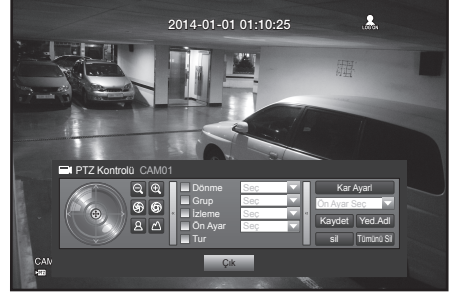 2014-01-01 01:10:25
LOG ON
PTZ Kontrolü CAM01
Dönme Seç
Grup Seç
İzleme Seç
Ön Ayar Seç
Tur
Kar Ayarl
Ön Ayar Seç
Kaydet Yed.Adl
sil Tümünü Sil
CAM
Çık